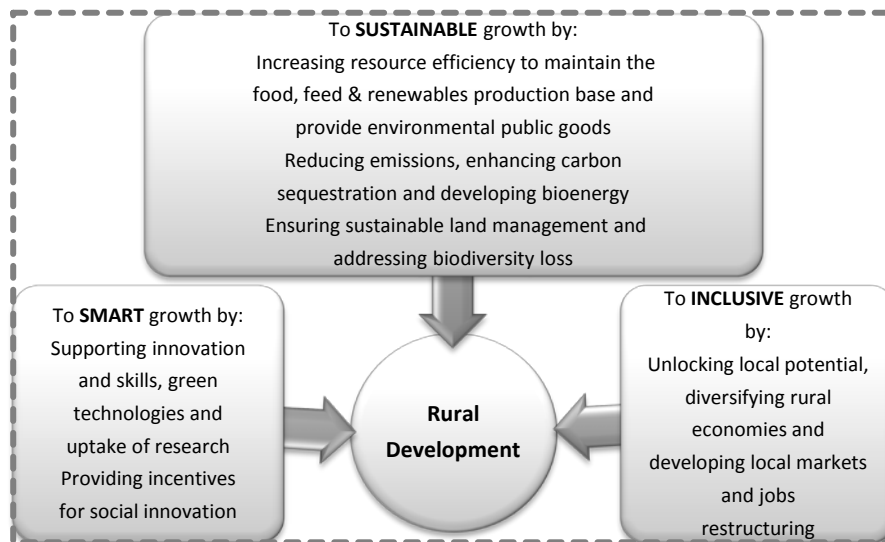 To SUSTAINABLE growth by:
Increasing resource efficiency to maintain the
food, feed & renewables production base and
provide environmental public goods
Reducing emissions, enhancing carbon
sequestration and developing bioenergy
Ensuring sustainable land management and
addressing biodiversity loss
To SMART growth by:
Supporting innovation
and skills, green
technologies and
uptake of research
Providing incentives
for social innovation
Rural
Development
To INCLUSIVE growth
by:
Unlocking local potential,
diversifying rural
economies and
developing local markets
and jobs
restructuring